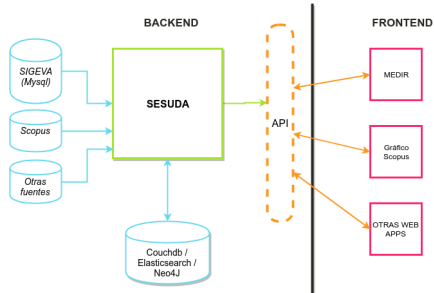 BACKEND
FRONTEND
SIGEVA
(Mysql)
Scopus
Otras
fuentes
SESUDA
API
MEDIR
Gráfico
Scopus
OTRAS WEB
APPS
Couchdb /
Elasticsearch /
Neo4J